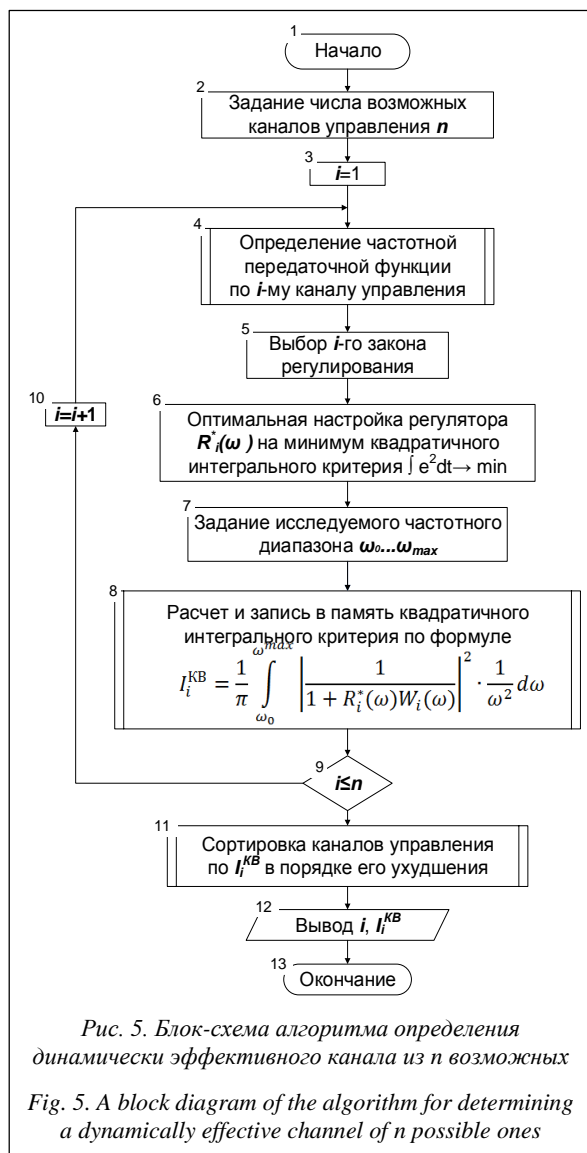 1
Начало
2
Задание числа возможных
каналов управления n
3
i=1
4
Определение частотной
передаточной функции
по i-му каналу управления
5
Выбор i-го закона
регулирования
10
i=i+1
6
Оптимальная настройка регулятора
R*i(ω) на минимум квадратичного
интегрального критерия ∫ e²dt→ min
7
Задание исследуемого частотного
диапазона ω₀...ωmax
8
Расчет и запись в память квадратичного
интегрального критерия по формуле
I_i^КВ = 1/π ∫_{ω₀}^{ω^max} |1/(1 + R_i^*(ω)W_i(ω))|² · 1/ω² dω
9
i≤n
11
Сортировка каналов управления
по I_i^КВ в порядке его ухудшения
12
Вывод i, I_i^КВ
13
Окончание
Рис. 5. Блок-схема алгоритма определения
динамически эффективного канала из n возможных
Fig. 5. A block diagram of the algorithm for determining
a dynamically effective channel of n possible ones